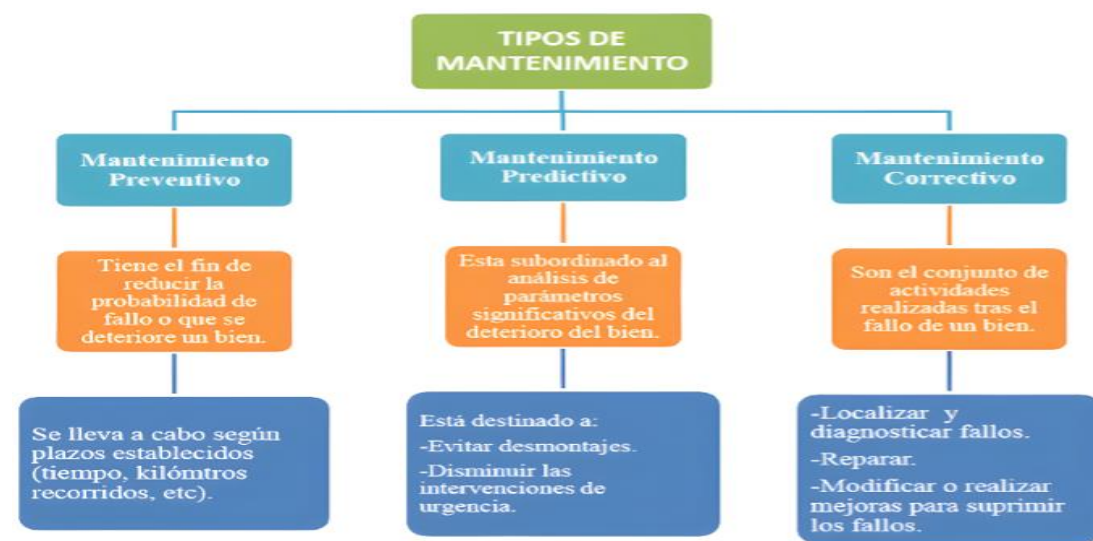 TIPOS DE
MANTENIMIENTO
Mantenimiento
Preventivo
Tiene el fin de
reducir la
probabilidad de
fallo o que se
deteriore un bien.
Se lleva a cabo según
plazos establecidos
(tiempo, kilómtros
recorridos, etc).
Mantenimiento
Predictivo
Esta subordinado al
análisis de
parámetros
significativos del
deterioro del bien.
Está destinado a:
-Evitar desmontajes.
-Disminuir las
intervenciones de
urgencia.
Mantenimiento
Correctivo
Son el conjunto de
actividades
realizadas tras el
fallo de un bien.
-Localizar y
diagnosticar fallos.
-Reparar.
-Modificar o realizar
mejoras para suprimir
los fallos.